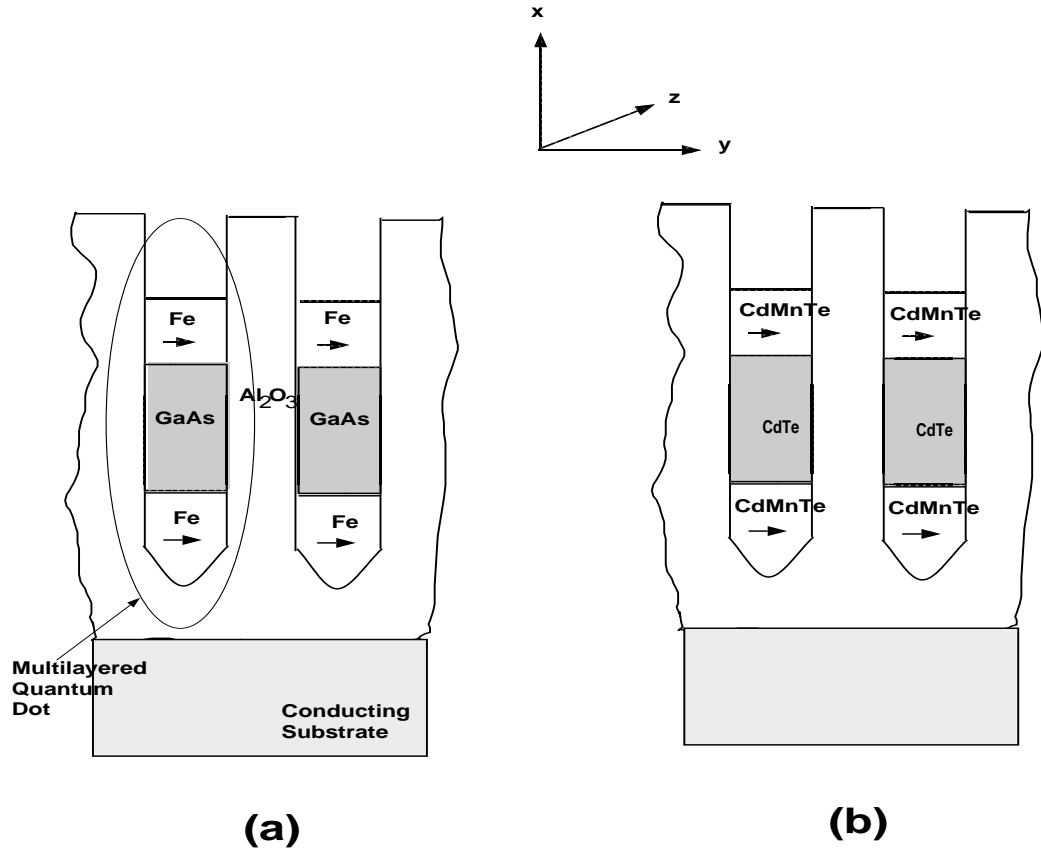 x
z
y
Fe
Fe
Al2O3
GaAs
GaAs
Fe
Fe
Multilayered
Quantum
Dot
Conducting
Substrate
(a)
CdMnTe
CdMnTe
CdTe
CdTe
CdMnTe
CdMnTe
(b)